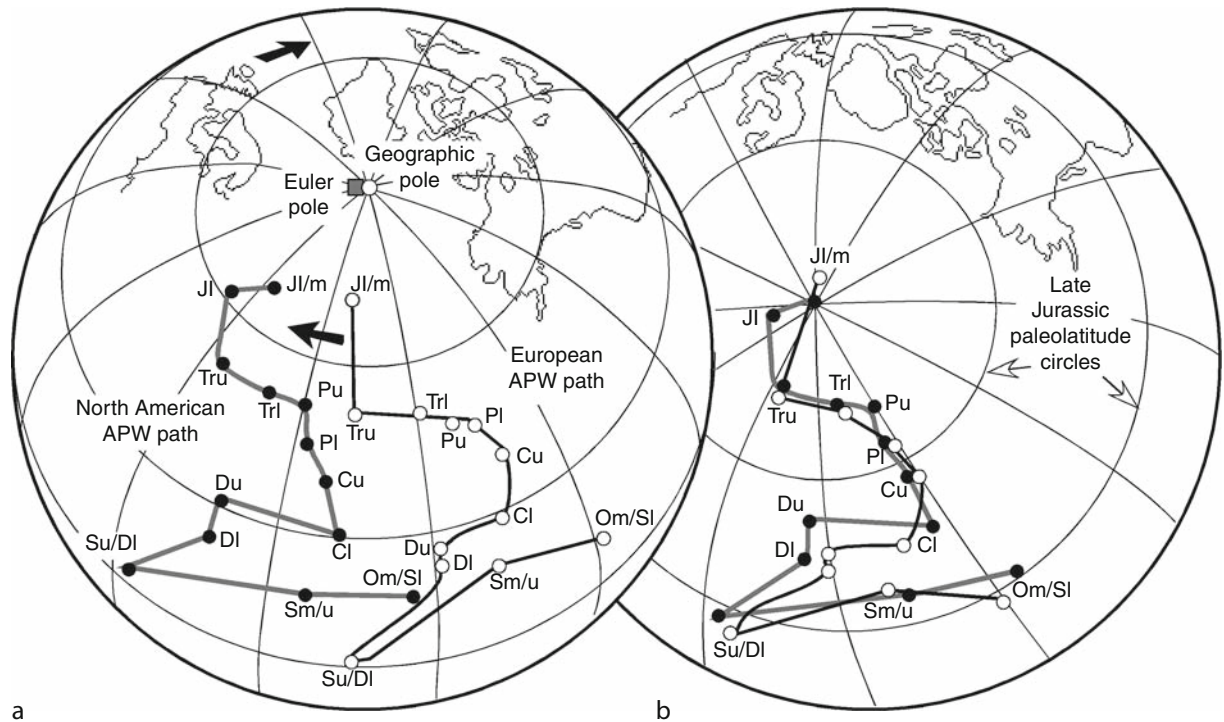 Geographic
pole
Euler
pole
Jl
Jl/m
Jl/m
Tru
Trl
Pu
Tru
Trl
Pl
Pu
Pl
Cu
Cu
Cl
Cl
Du
Dl
Su/Dl
Sm/u
Om/Sl
Du
Dl
Sm/u
Om/Sl
Su/Dl
North American
APW path
European
APW path
a
Jl/m
Jl
Tru
Trl
Pu
Pl
Cu
Cl
Du
Dl
Su/Dl
Sm/u
Om/Sl
Late
Jurassic
paleolatitude
circles
b